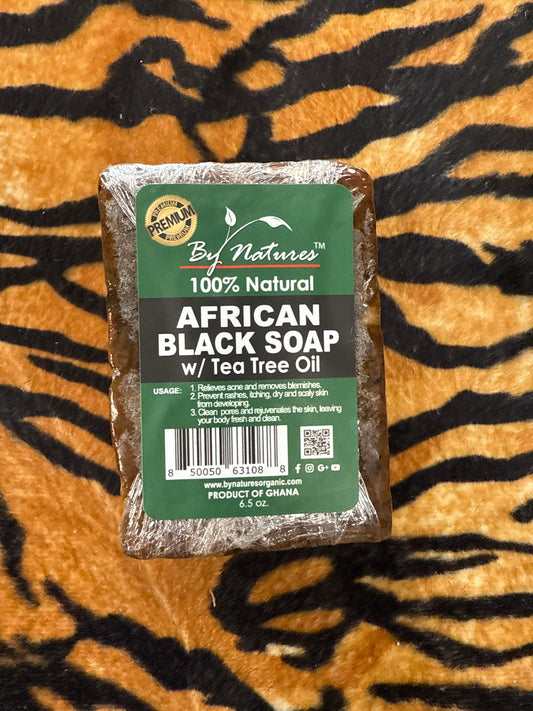 PREMIUM
PREMIUM
By Natures™
100% Natural
AFRICAN
BLACK SOAP
w/ Tea Tree Oil
USAGE: 1. Relieves acne and removes blemishes.
2. Prevent rashes, itching, dry and scaly skin
from developing.
3. Clean pores and rejuvenates the skin, leaving
your body fresh and clean.
8 50050 63108 8
www.bynaturesorganic.com
PRODUCT OF GHANA
6.5 oz.